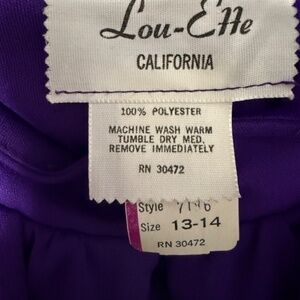 Lou-Ette
CALIFORNIA
100% POLYESTER
MACHINE WASH WARM
TUMBLE DRY MED.
REMOVE IMMEDIATELY
RN 30472
Style
Size 13-14
RN 30472